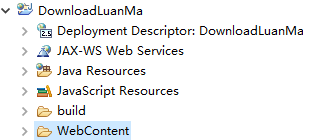 DownloadLuanMa
Deployment Descriptor: DownloadLuanMa
JAX-WS Web Services
Java Resources
JavaScript Resources
build
WebContent